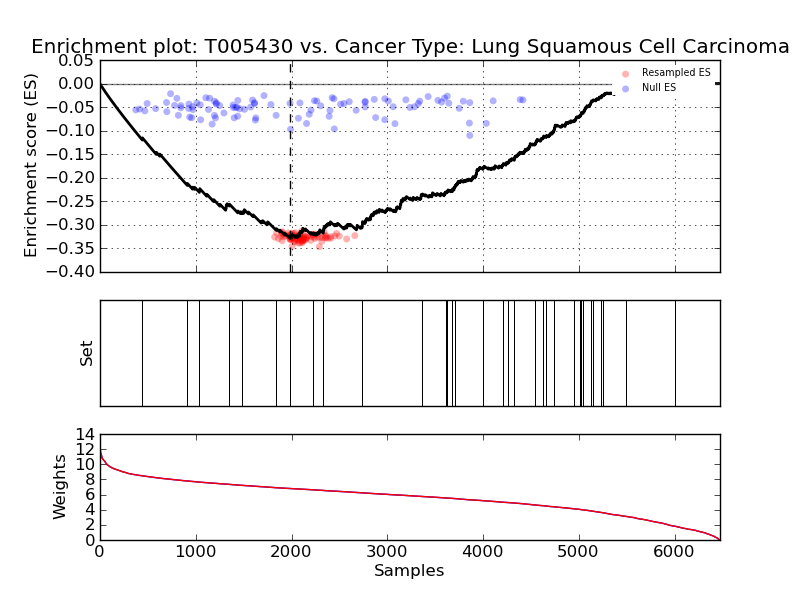 Enrichment plot: T005430 vs. Cancer Type: Lung Squamous Cell Carcinoma
Enrichment score (ES)
0.05
0.00
−0.05
−0.10
−0.15
−0.20
−0.25
−0.30
−0.35
−0.40
Resampled ES
Null ES
Set
Weights
14
12
10
8
6
4
2
0
0 1000 2000 3000 4000 5000 6000
Samples